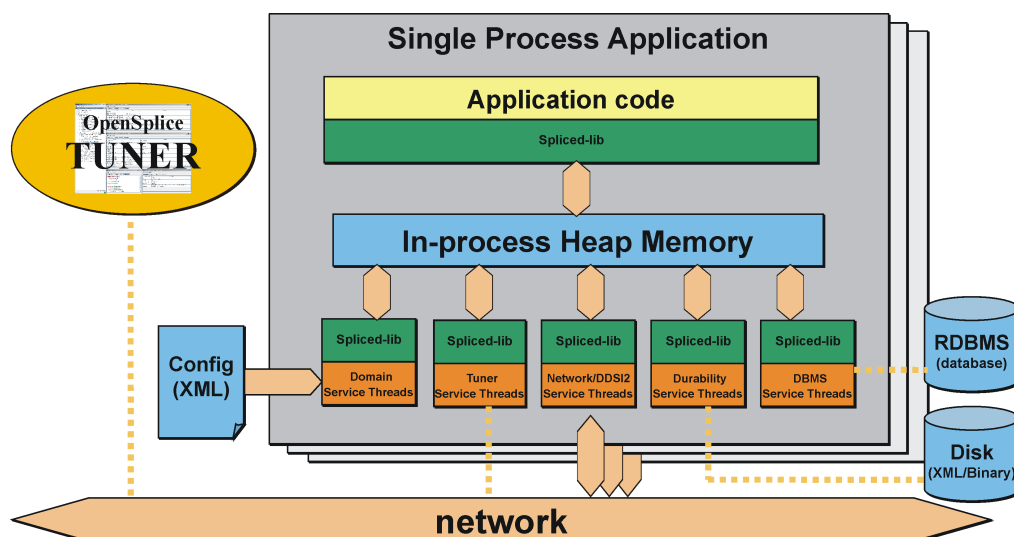 Single Process Application
Application code
Spliced-lib
OpenSplice
TUNER
In-process Heap Memory
Config
(XML)
Spliced-lib
Domain
Service Threads
Spliced-lib
Tuner
Service Threads
Spliced-lib
Network/DDSI2
Service Threads
Spliced-lib
Durability
Service Threads
Spliced-lib
DBMS
Service Threads
RDBMS
(database)
Disk
(XML/Binary)
network